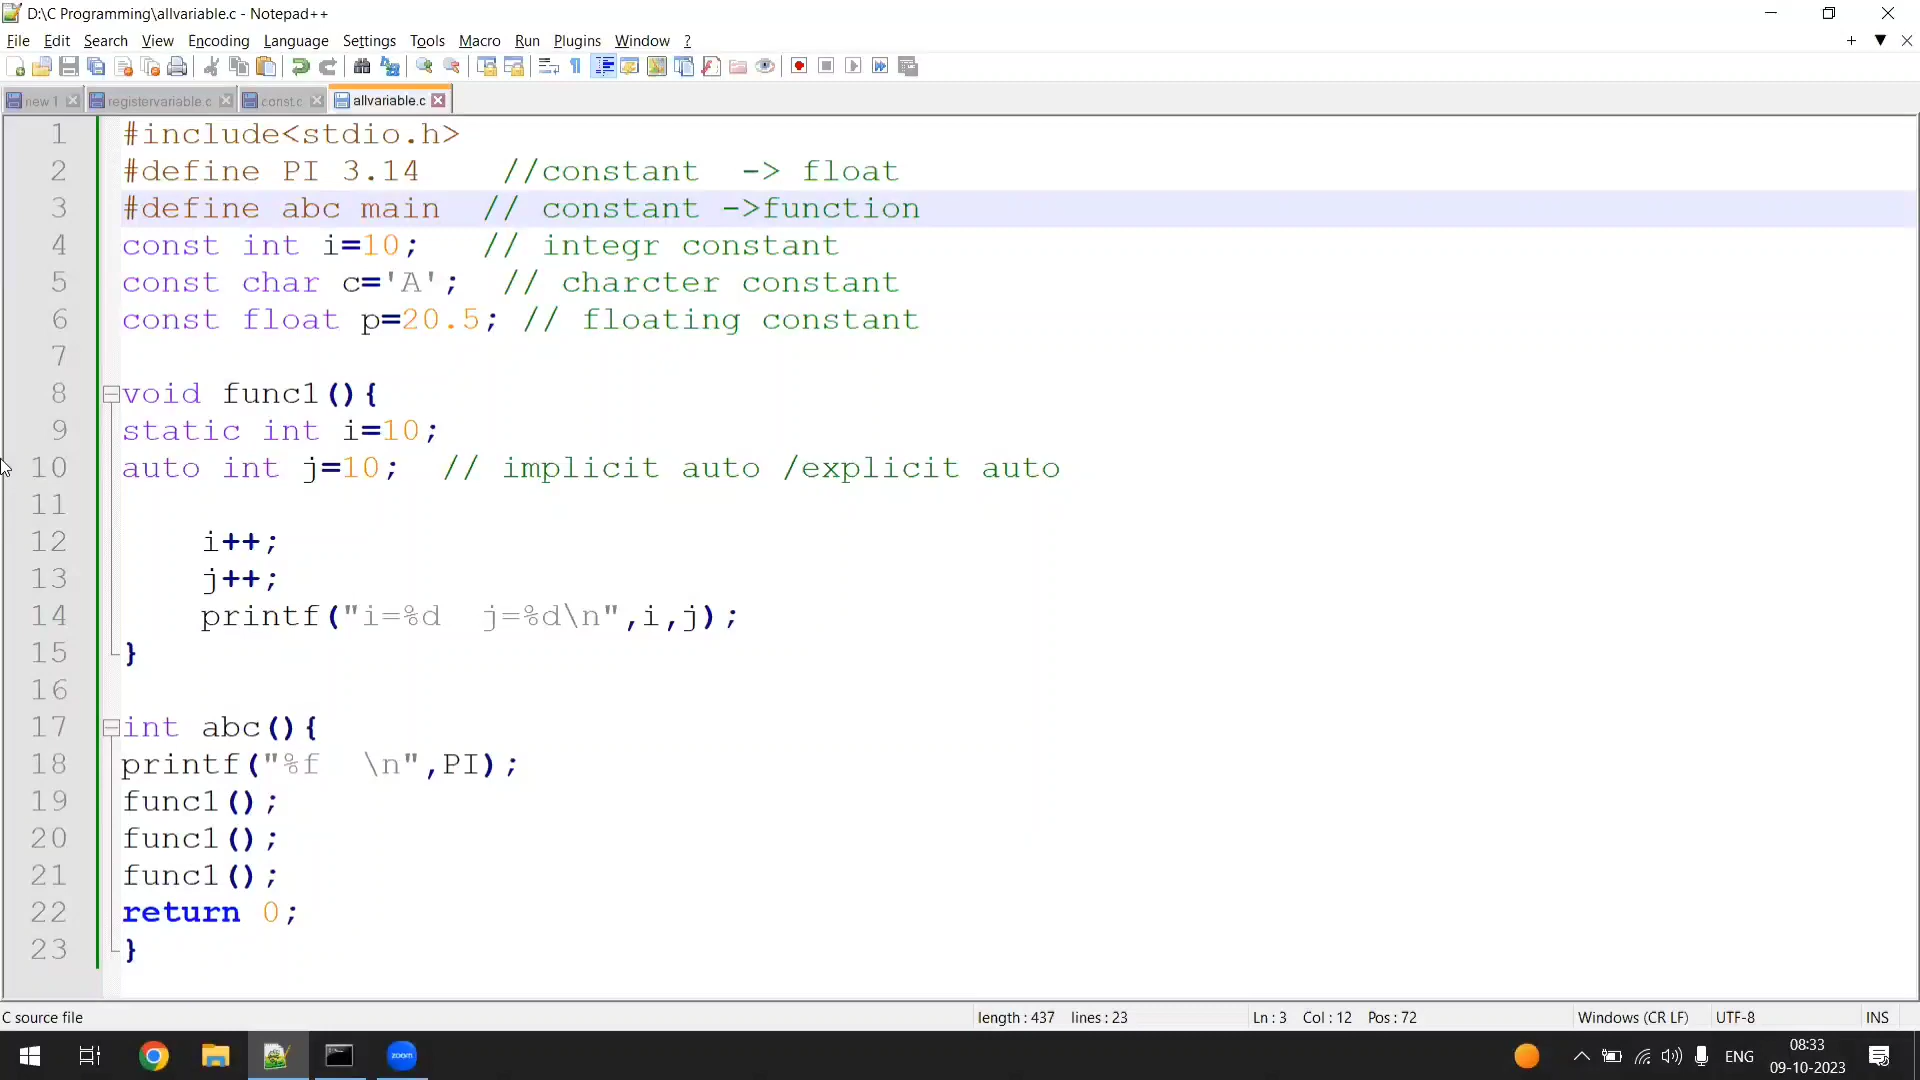 D:\C Programming\allvariable.c - Notepad++
File Edit Search View Encoding Language Settings Tools Macro Run Plugins Window ?
new 1 registervariable.c const.c allvariable.c
1 #include<stdio.h>
2 #define PI 3.14 //constant -> float
3 #define abc main // constant ->function
4 const int i=10; // integr constant
5 const char c='A'; // charcter constant
6 const float p=20.5; // floating constant
7
8 void func1(){
9 static int i=10;
10 auto int j=10; // implicit auto /explicit auto
11
12 i++;
13 j++;
14 printf("i=%d j=%d\n",i,j);
15 }
16
17 int abc(){
18 printf("%f \n",PI);
19 func1();
20 func1();
21 func1();
22 return 0;
23 }
C source file length : 437 lines : 23 Ln : 3 Col : 12 Pos : 72 Windows (CR LF) UTF-8 INS
zoom ENG 08:33
09-10-2023